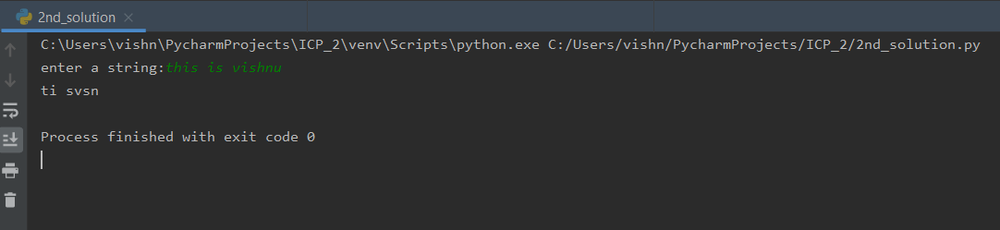 2nd_solution
C:\Users\vishn\PycharmProjects\ICP_2\venv\Scripts\python.exe C:/Users/vishn/PycharmProjects/ICP_2/2nd_solution.py
enter a string:this is vishnu
ti svsn
Process finished with exit code 0